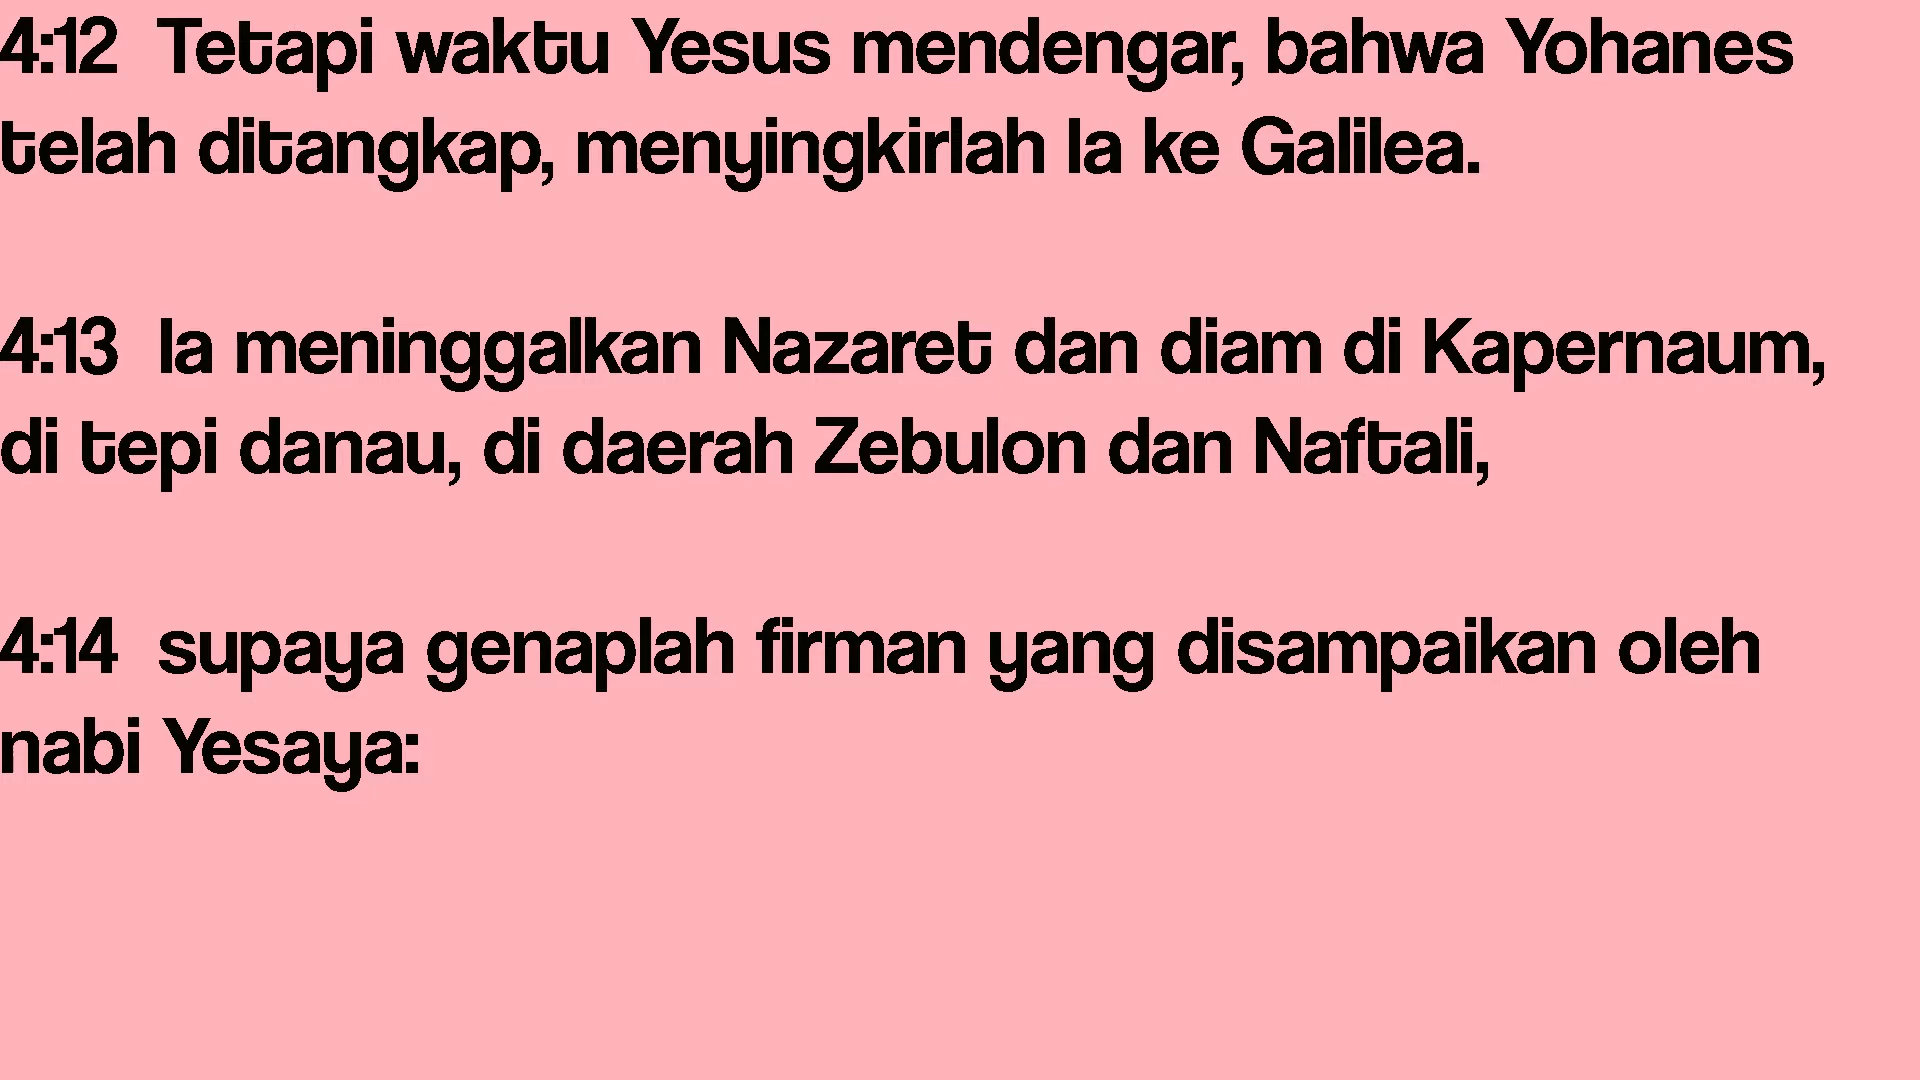 4:12 Tetapi waktu Yesus mendengar, bahwa Yohanes
telah ditangkap, menyingkirlah Ia ke Galilea.
4:13 Ia meninggalkan Nazaret dan diam di Kapernaum,
di tepi danau, di daerah Zebulon dan Naftali,
4:14 supaya genaplah firman yang disampaikan oleh
nabi Yesaya: